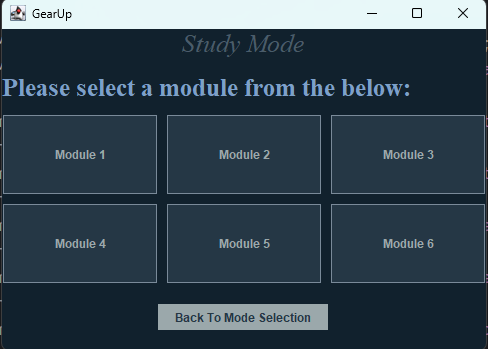 GearUp
Study Mode
Please select a module from the below:
Module 1 Module 2 Module 3
Module 4 Module 5 Module 6
Back To Mode Selection